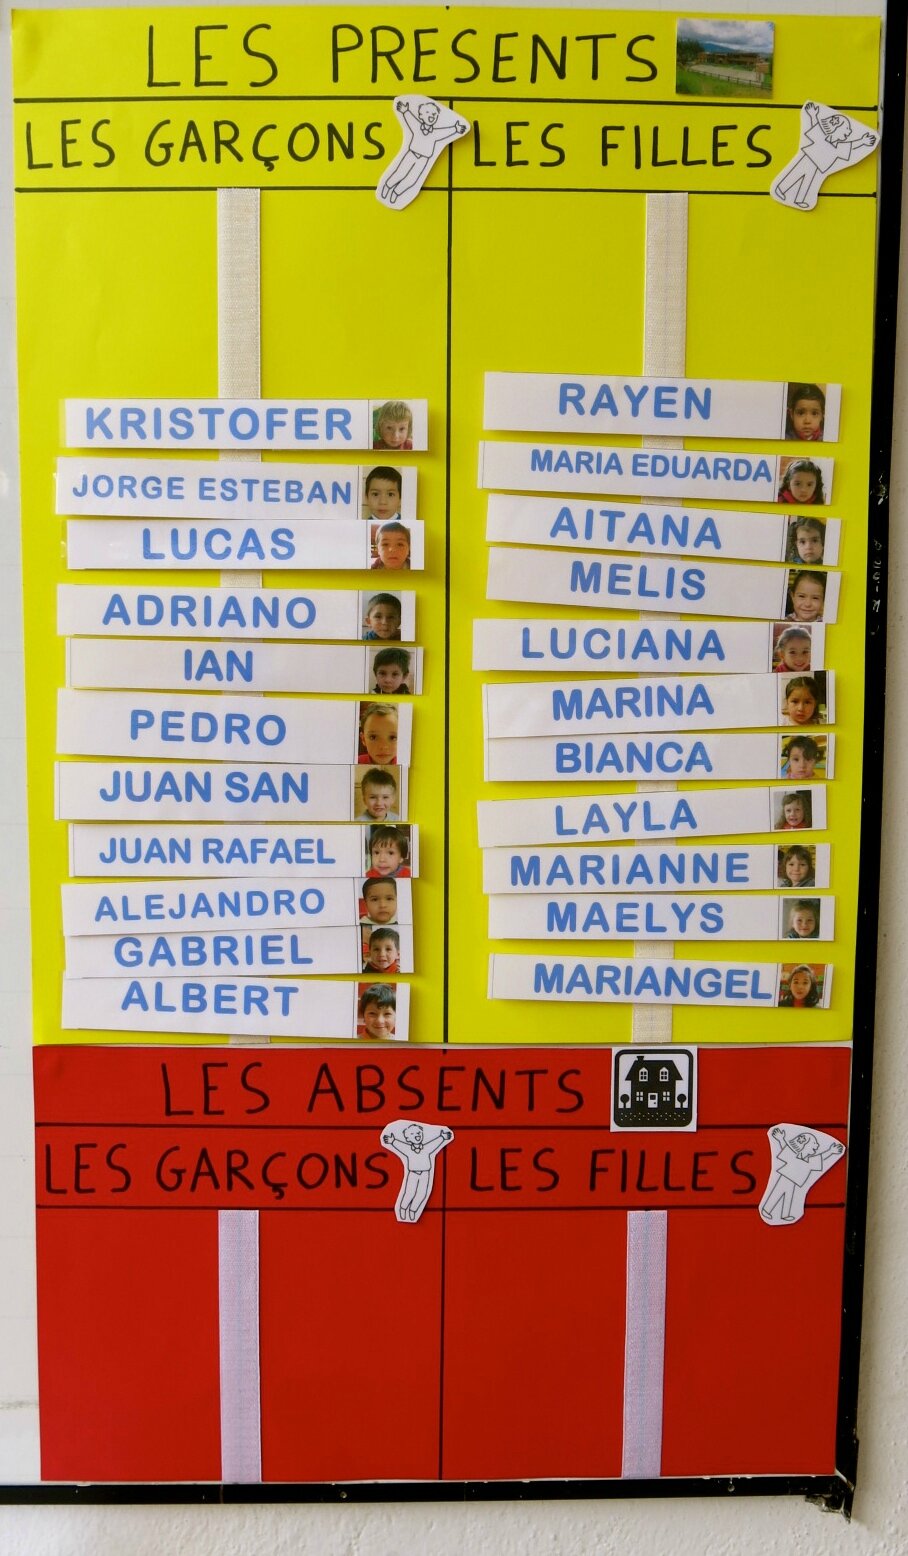 LES PRESENTS
LES GARÇONS
LES FILLES
KRISTOFER
JORGE ESTEBAN
LUCAS
ADRIANO
IAN
PEDRO
JUAN SAN
JUAN RAFAEL
ALEJANDRO
GABRIEL
ALBERT
RAYEN
MARIA EDUARDA
AITANA
MELIS
LUCIANA
MARINA
BIANCA
LAYLA
MARIANNE
MAELYS
MARIANGEL
LES ABSENTS
LES GARÇONS
LES FILLES